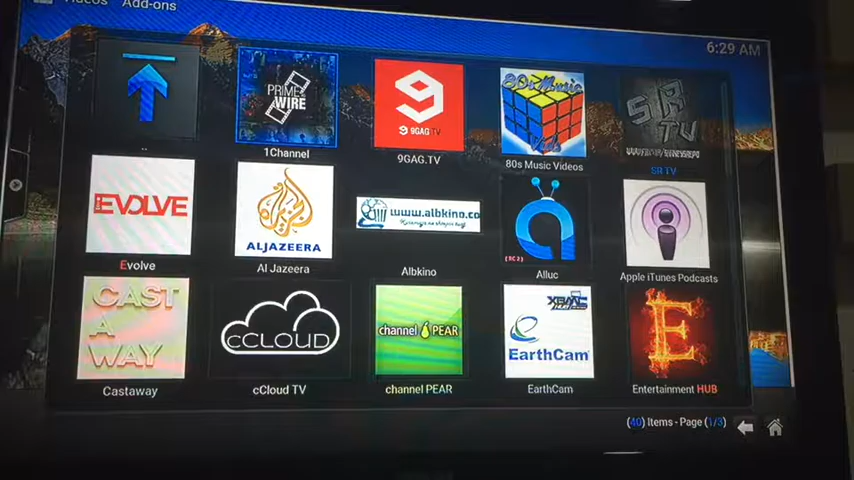 Videos Add-ons
6:29 AM
..
PRIME
WIRE
1Channel
9GAG TV
9GAG.TV
80s Music
80s Music Videos
SR
TV
SR TV
EVOLVE
Evolve
ALJAZEERA
Al Jazeera
www.albkino.co
Albkino
Alluc
Apple iTunes Podcasts
CAST
A
WAY
Castaway
cCLOUD
cCloud TV
channel PEAR
channel PEAR
XBMC
EarthCam
EarthCam
E
Entertainment HUB
(40) Items - Page (1/3)